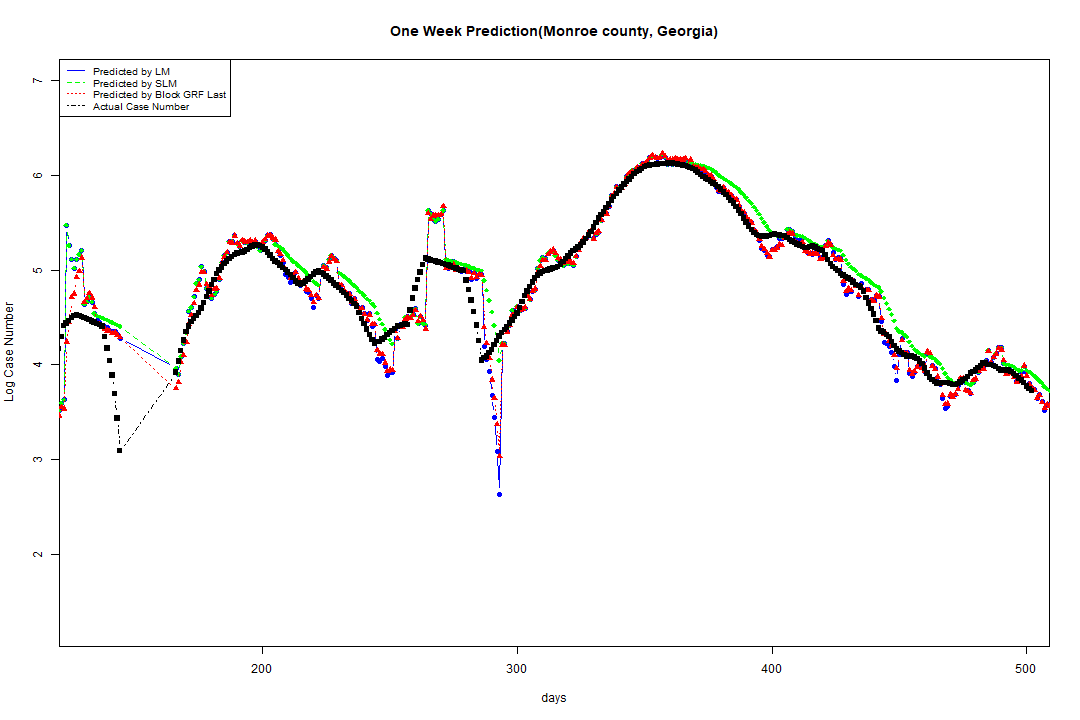 One Week Prediction(Monroe county, Georgia)
Predicted by LM
Predicted by SLM
Predicted by Block GRF Last
Actual Case Number
7
6
5
4
3
2
Log Case Number
200 300 400 500
days